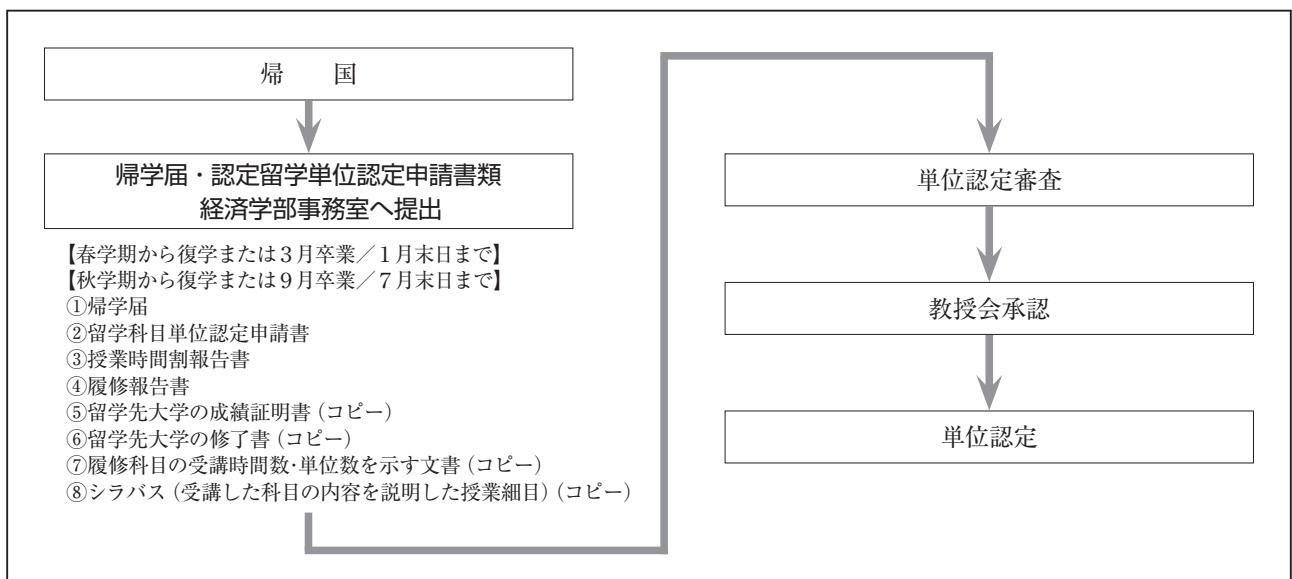 帰　国
帰学届・認定留学単位認定申請書類
経済学部事務室へ提出
【春学期から復学または3月卒業／1月末日まで】
【秋学期から復学または9月卒業／7月末日まで】
①帰学届
②留学科目単位認定申請書
③授業時間割報告書
④履修報告書
⑤留学先大学の成績証明書（コピー）
⑥留学先大学の修了書（コピー）
⑦履修科目の受講時間数・単位数を示す文書（コピー）
⑧シラバス（受講した科目の内容を説明した授業細目）（コピー）
単位認定審査
教授会承認
単位認定